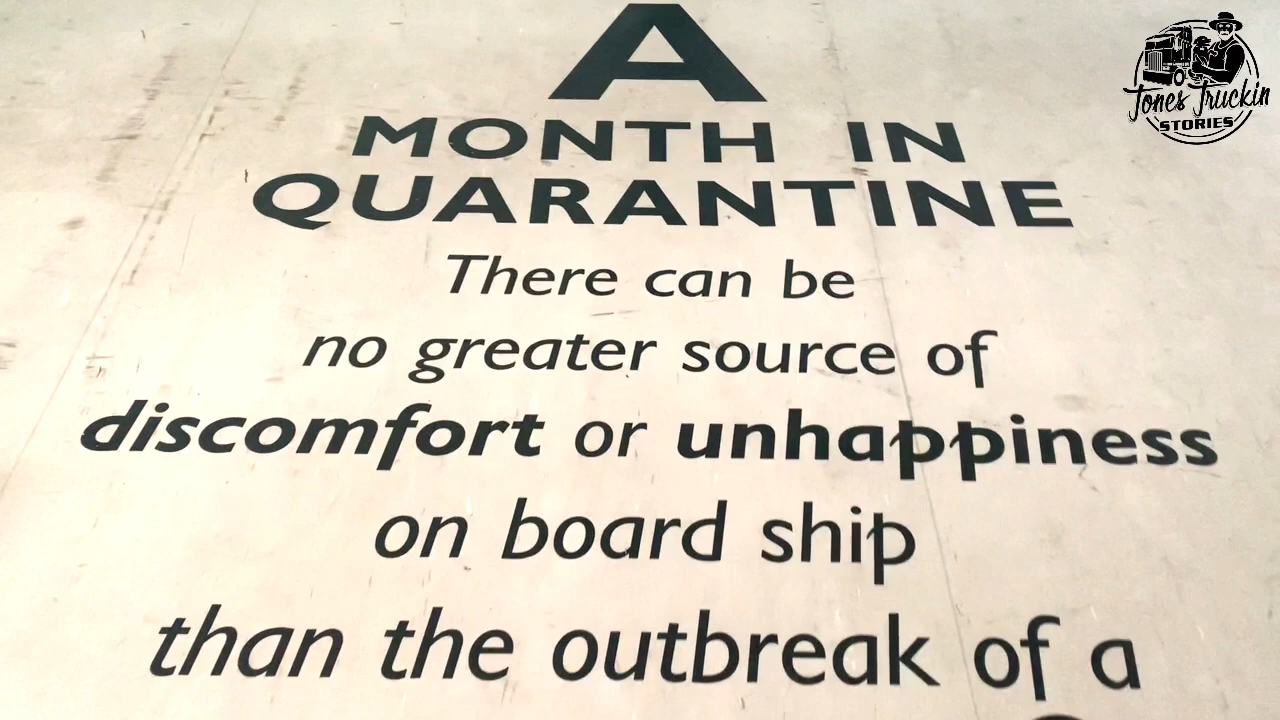 A
MONTH IN
QUARANTINE
There can be
no greater source of
discomfort or unhappiness
on board ship
than the outbreak of a
Jones Truckin
STORIES